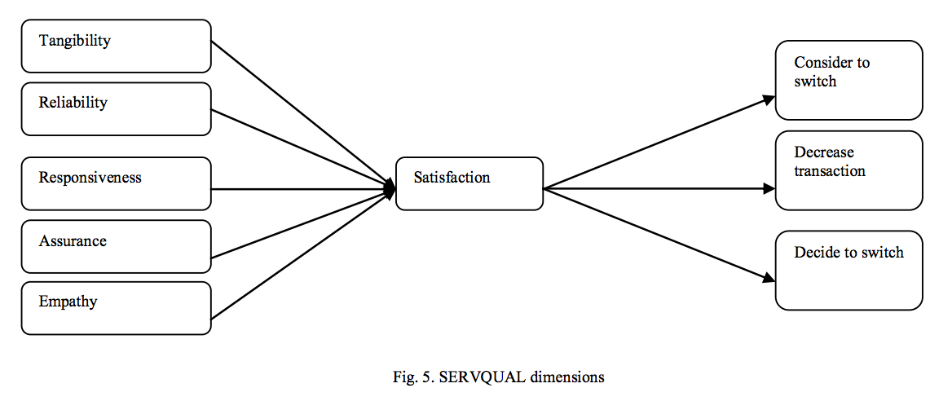 Tangibility
Reliability
Responsiveness
Assurance
Empathy
Satisfaction
Consider to
switch
Decrease
transaction
Decide to switch
Fig. 5. SERVQUAL dimensions